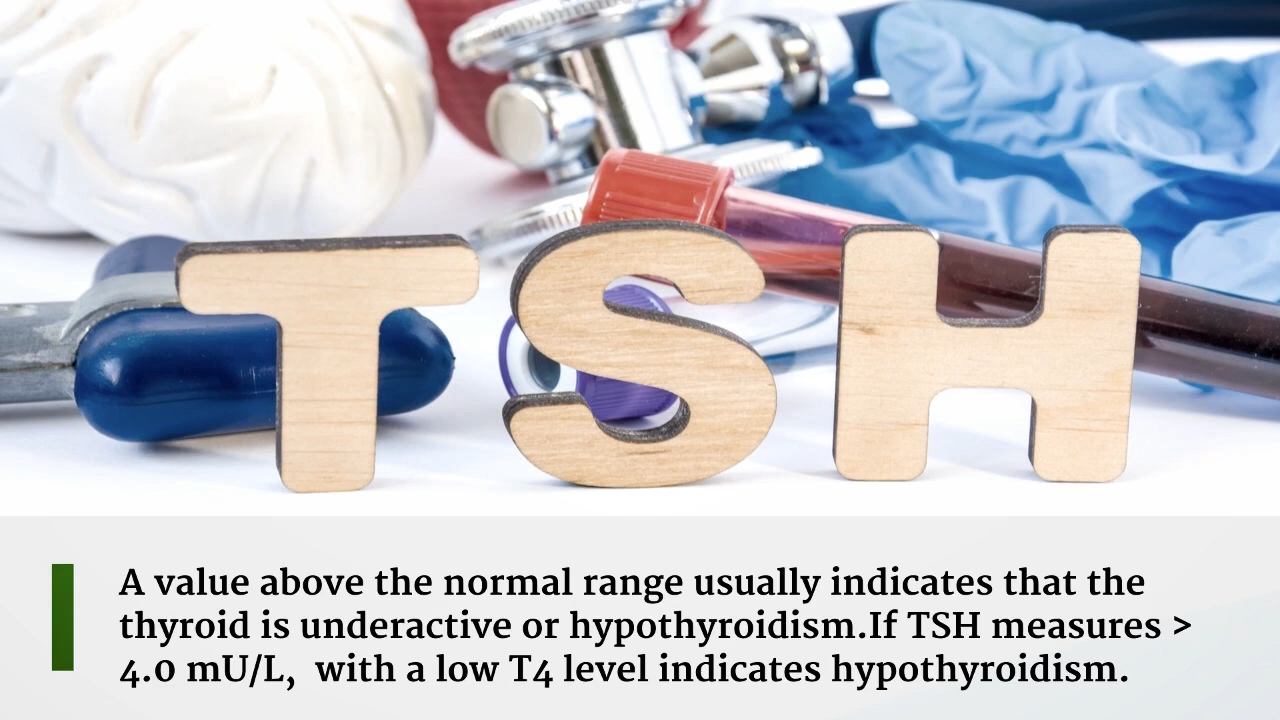 TSH
A value above the normal range usually indicates that the
thyroid is underactive or hypothyroidism.If TSH measures >
4.0 mU/L,  with a low T4 level indicates hypothyroidism.